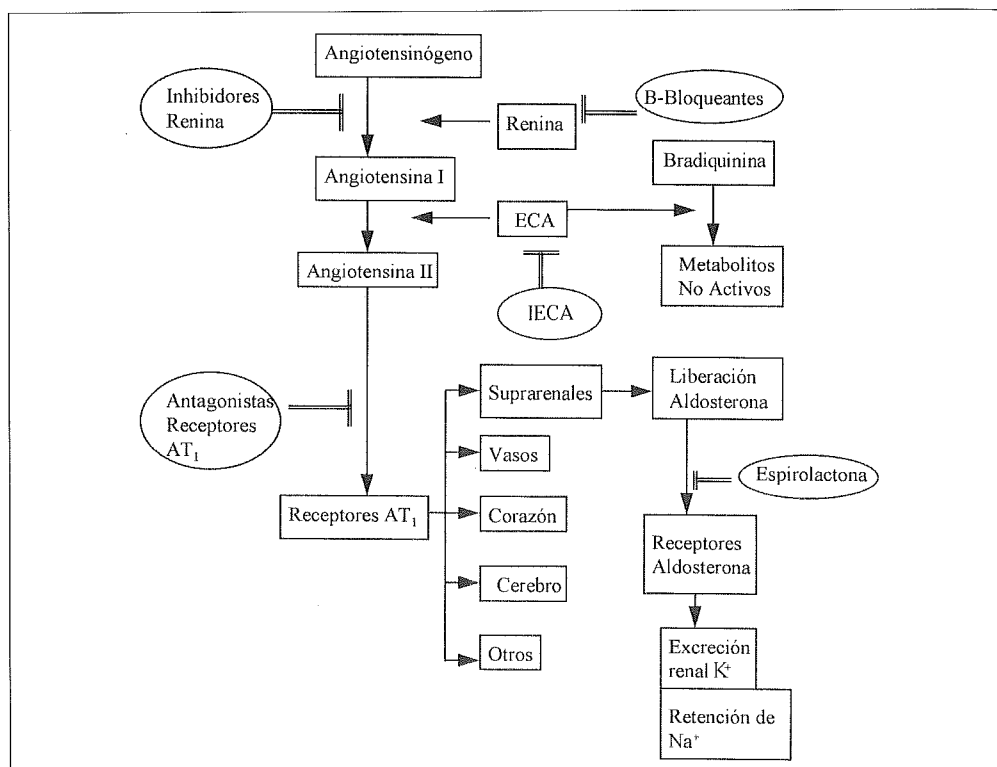 Angiotensinógeno
Inhibidores
Renina
B-Bloqueantes
Renina
Bradiquinina
Angiotensina I
ECA
Angiotensina II
Metabolitos
No Activos
IECA
Antagonistas
Receptores
AT₁
Suprarenales
Liberación
Aldosterona
Vasos
Espirolactona
Receptores AT₁
Corazón
Receptores
Aldosterona
Cerebro
Otros
Excreción
renal K⁺
Retención de
Na⁺